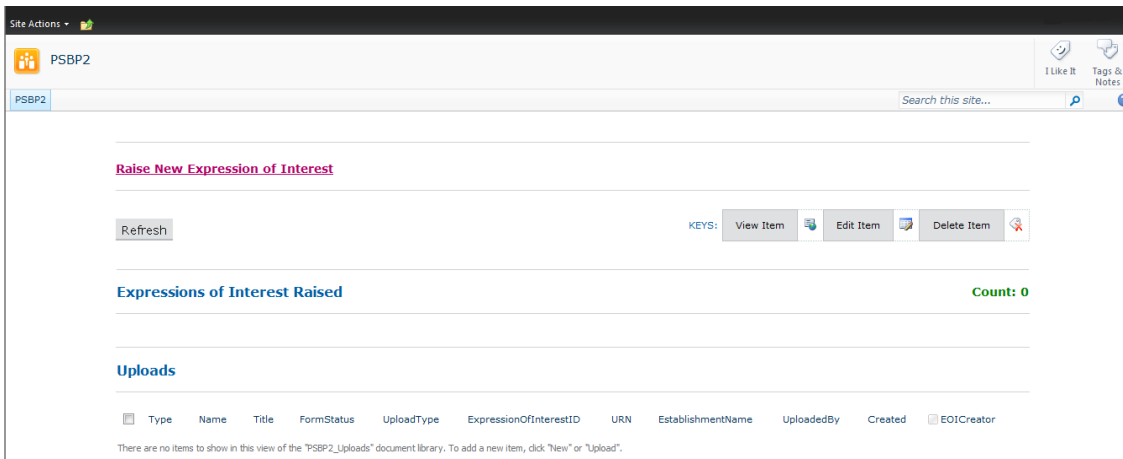 Site Actions
PSBP2
I Like It
Tags & Notes
PSBP2
Search this site...
Raise New Expression of Interest
Refresh
KEYS: View Item Edit Item Delete Item
Expressions of Interest Raised
Count: 0
Uploads
Type Name Title FormStatus UploadType ExpressionOfInterestID URN EstablishmentName UploadedBy Created EOICreator
There are no items to show in this view of the "PSBP2_Uploads" document library. To add a new item, click "New" or "Upload".